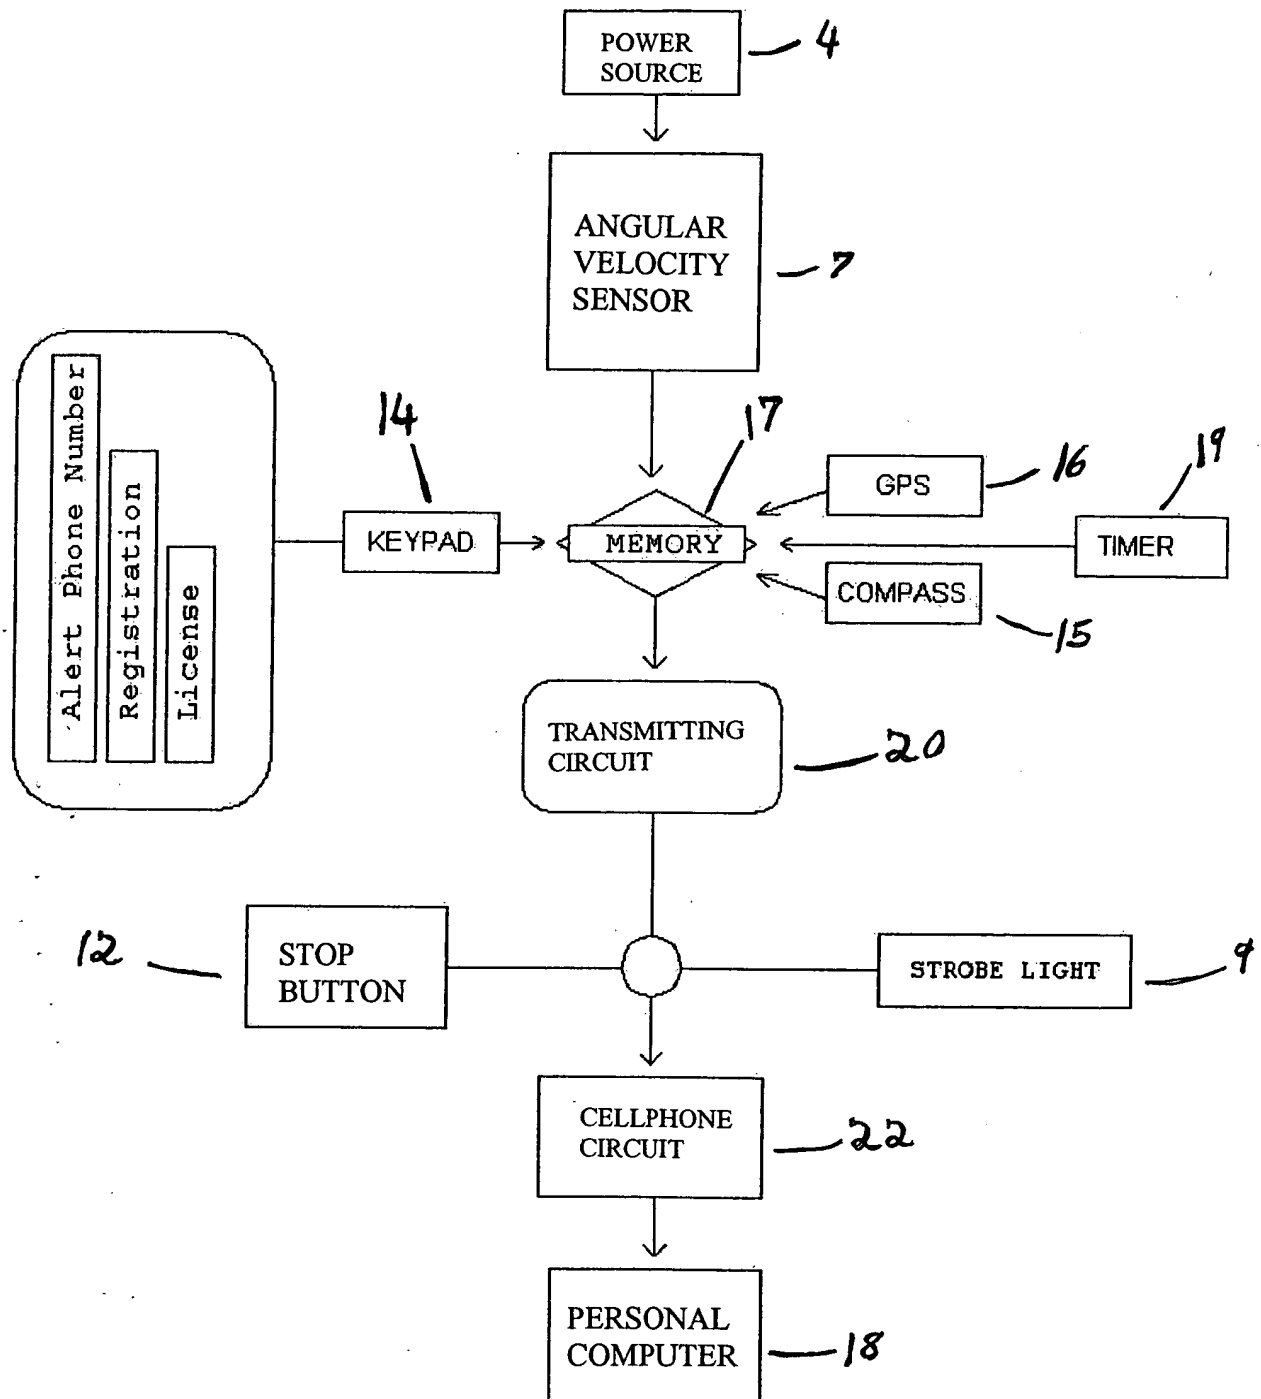 POWER
SOURCE
4
ANGULAR
VELOCITY
SENSOR
7
Alert Phone Number
Registration
License
14
KEYPAD
17
MEMORY
GPS
16
19
TIMER
COMPASS
15
TRANSMITTING
CIRCUIT
20
12
STOP
BUTTON
STROBE LIGHT
9
CELLPHONE
CIRCUIT
22
PERSONAL
COMPUTER
18